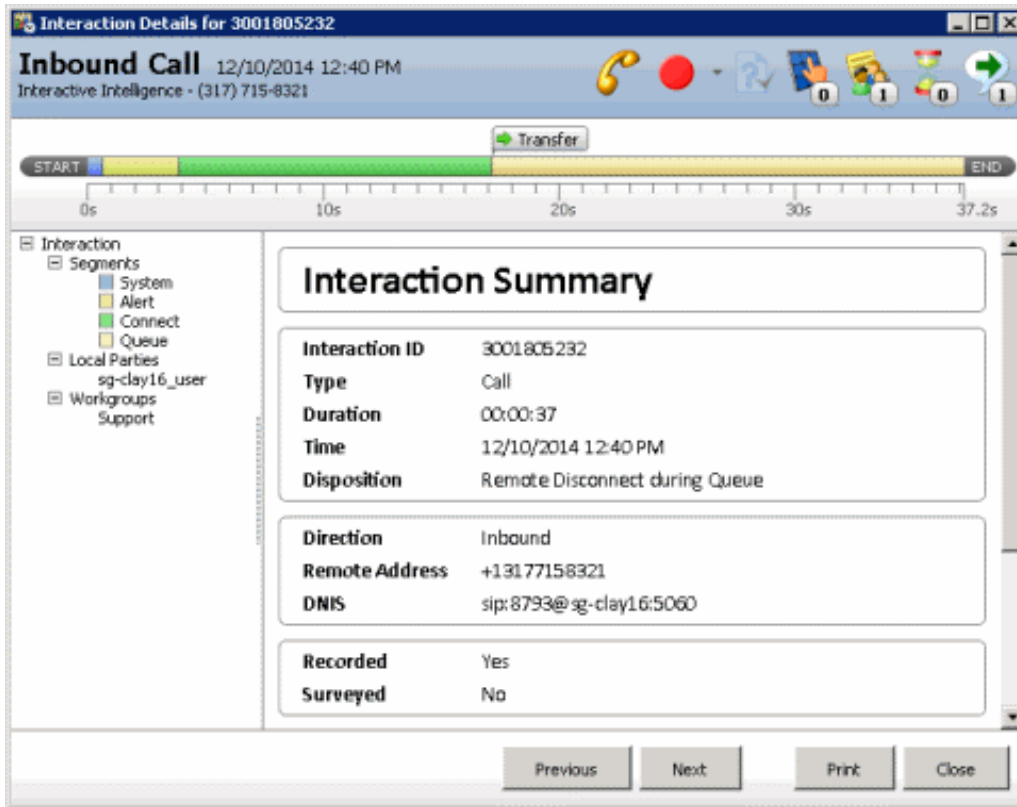 Interaction Details for 3001805232
Inbound Call 12/10/2014 12:40 PM
Interactive Intelligence - (317) 715-8321
0 1 0 1
Transfer
START END
0s 10s 20s 30s 37.2s
Interaction
Segments
System
Alert
Connect
Queue
Local Parties
sg-clay16_user
Workgroups
Support
Interaction Summary
Interaction ID 3001805232
Type Call
Duration 00:00:37
Time 12/10/2014 12:40 PM
Disposition Remote Disconnect during Queue
Direction Inbound
Remote Address +13177158321
DNIS sip:8793@sg-clay16:5060
Recorded Yes
Surveyed No
Previous Next Print Close